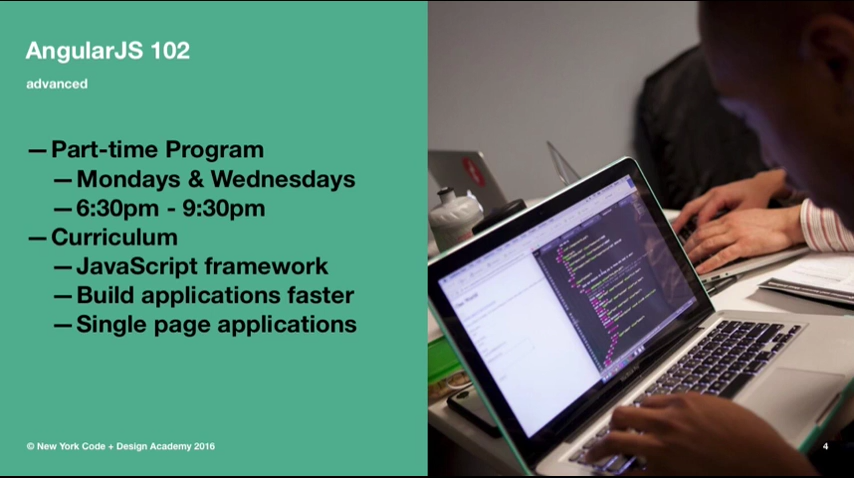 AngularJS 102
advanced
— Part-time Program
— Mondays & Wednesdays
— 6:30pm - 9:30pm
— Curriculum
— JavaScript framework
— Build applications faster
— Single page applications
© New York Code + Design Academy 2016
4